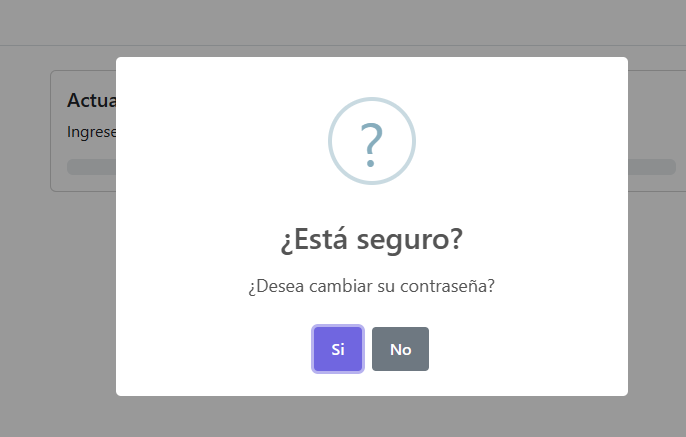 Actua
Ingrese
?
¿Está seguro?
¿Desea cambiar su contraseña?
Si
No